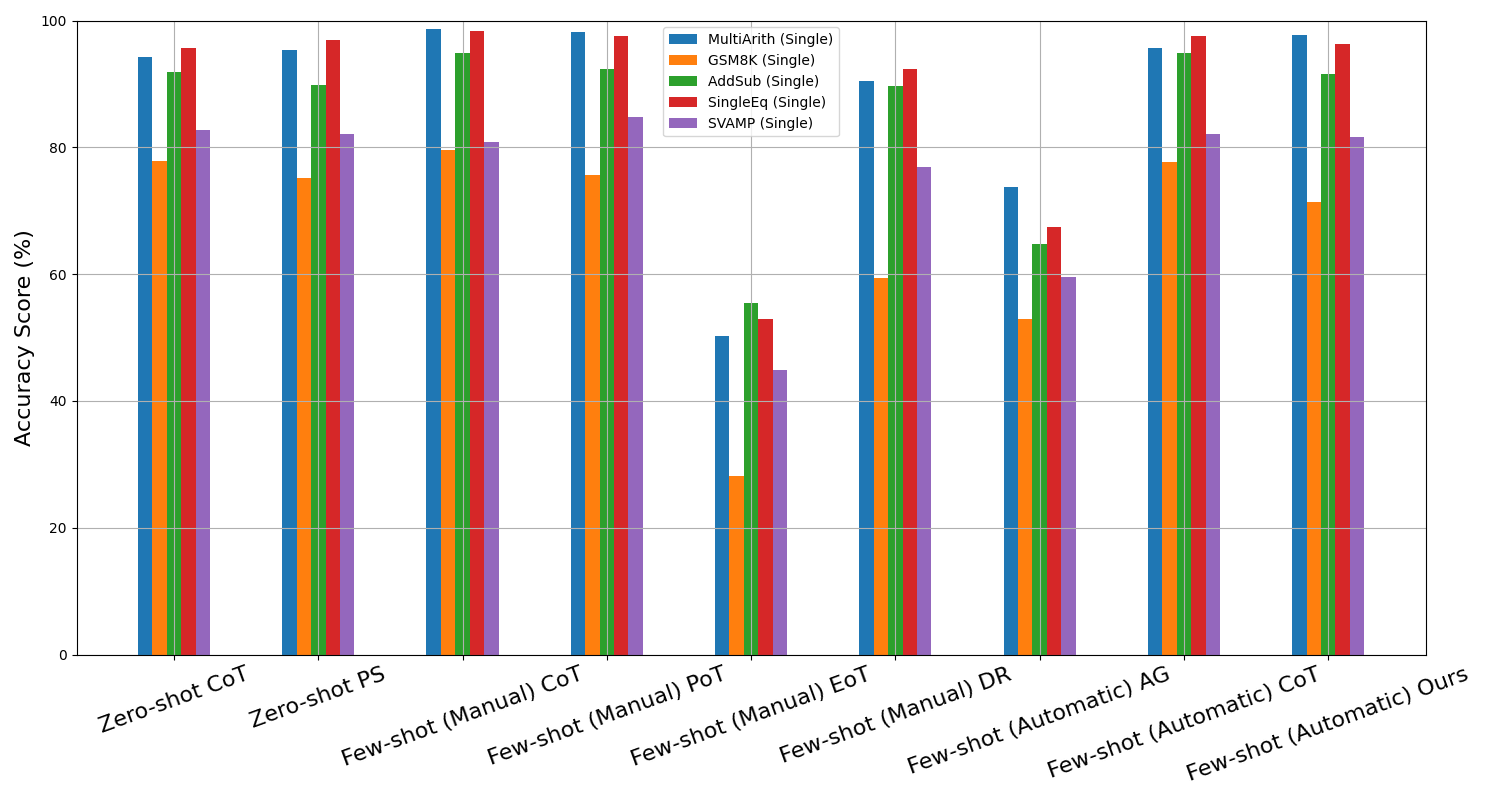 100
80
60
40
20
0
Accuracy Score (%)
MultiArith (Single)
GSM8K (Single)
AddSub (Single)
SingleEq (Single)
SVAMP (Single)
Zero-shot CoT
Zero-shot PS
Few-shot (Manual) CoT
Few-shot (Manual) PoT
Few-shot (Manual) EoT
Few-shot (Manual) DR
Few-shot (Automatic) AG
Few-shot (Automatic) CoT
Few-shot (Automatic) Ours